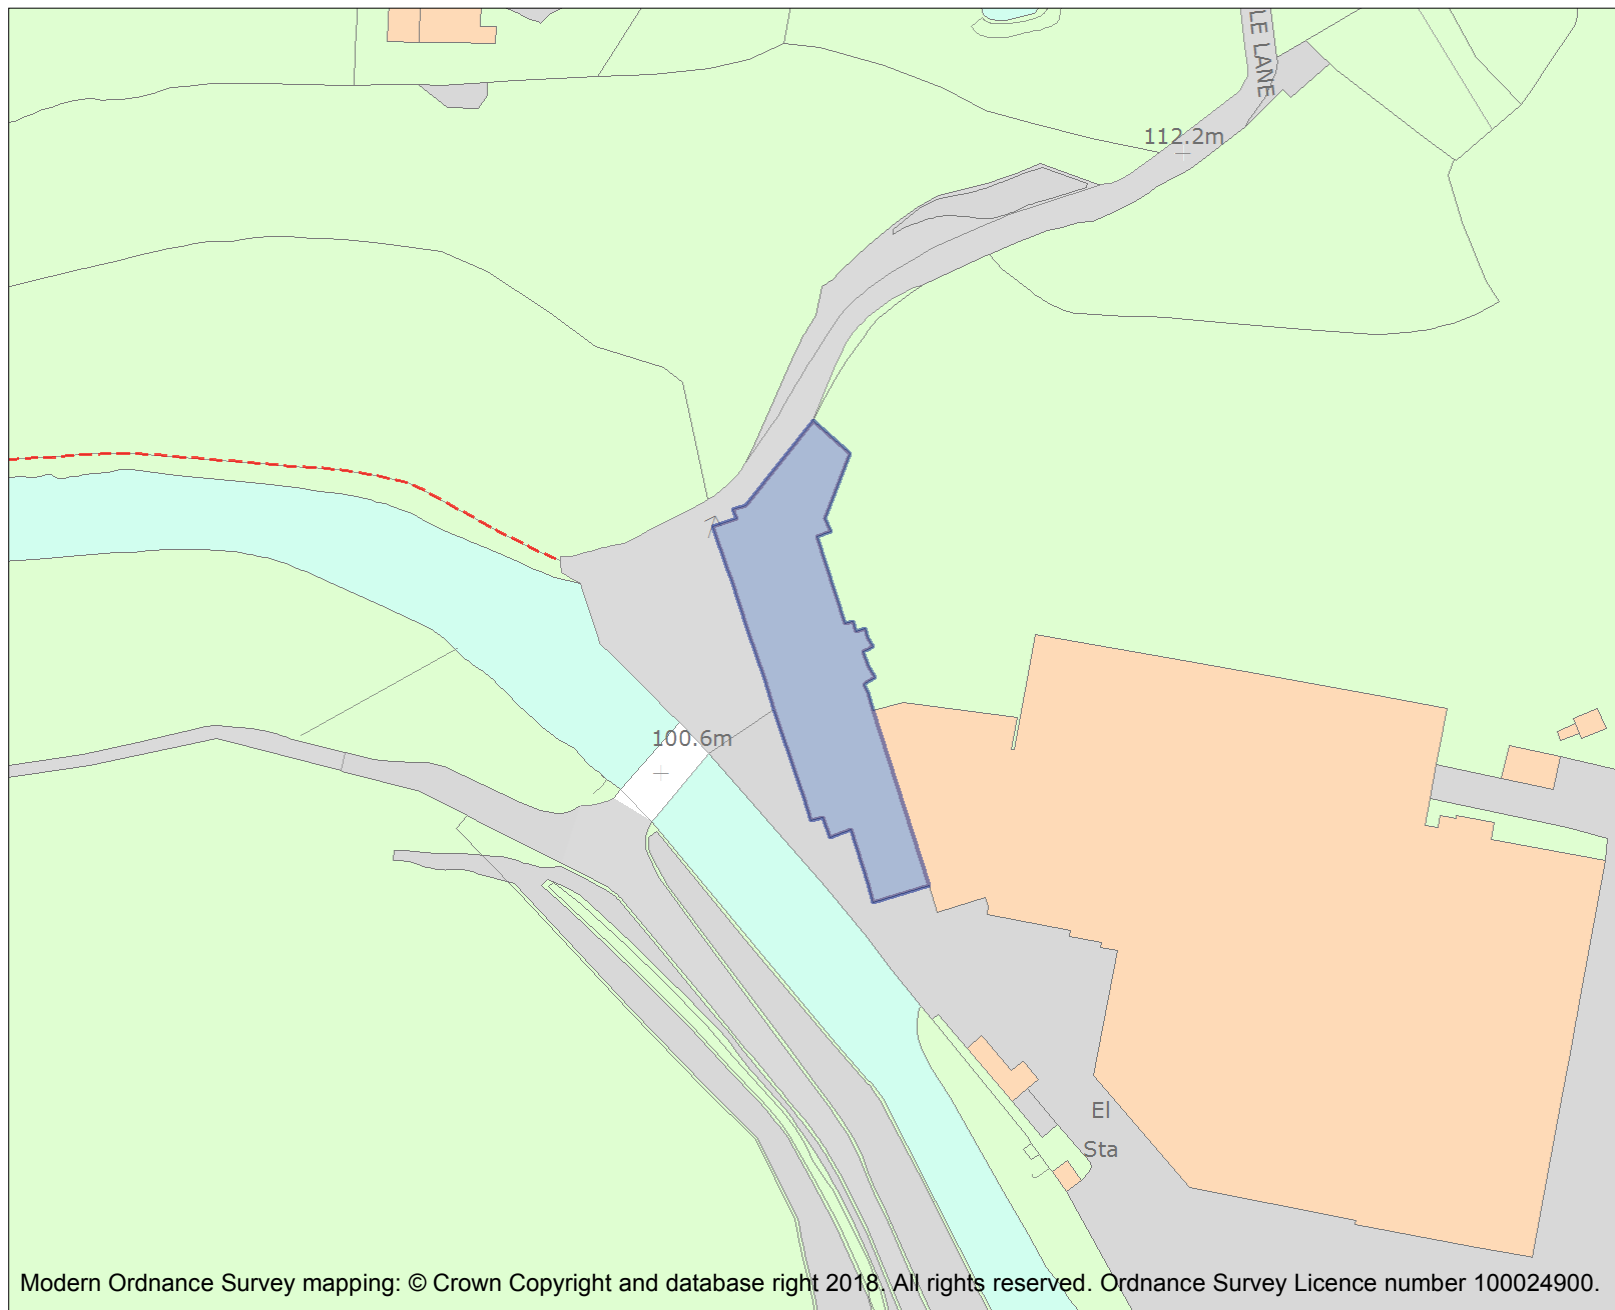 LE LANE
112.2m
100.6m
El
Sta
Modern Ordnance Survey mapping: © Crown Copyright and database right 2018. All rights reserved. Ordnance Survey Licence number 100024900.